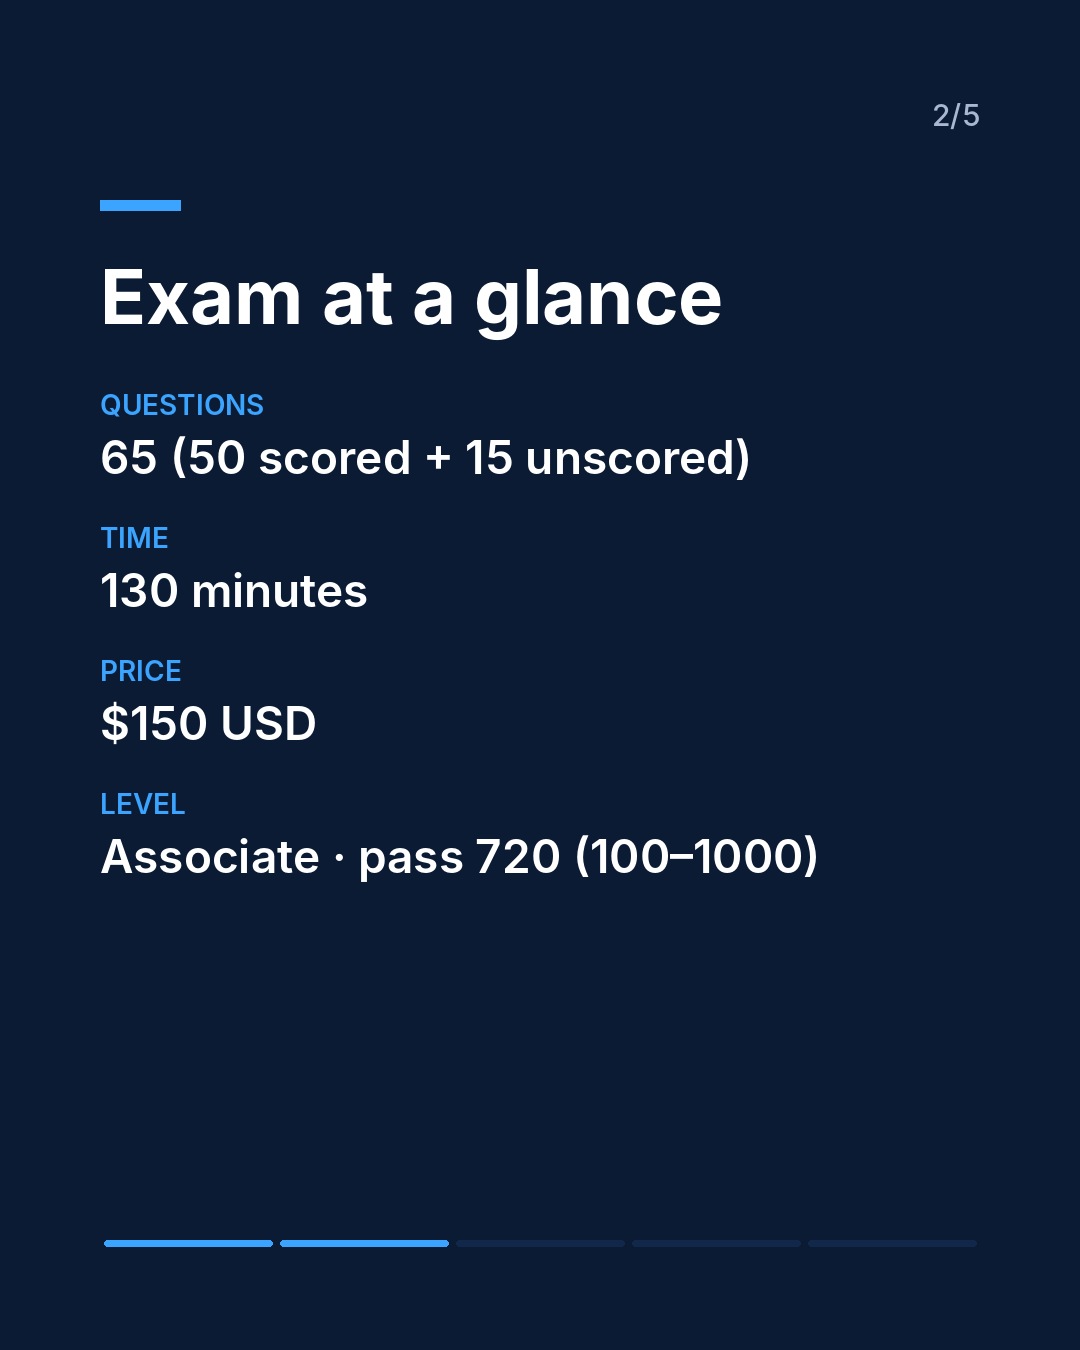 2/5
Exam at a glance
QUESTIONS
65 (50 scored + 15 unscored)
TIME
130 minutes
PRICE
$150 USD
LEVEL
Associate · pass 720 (100–1000)